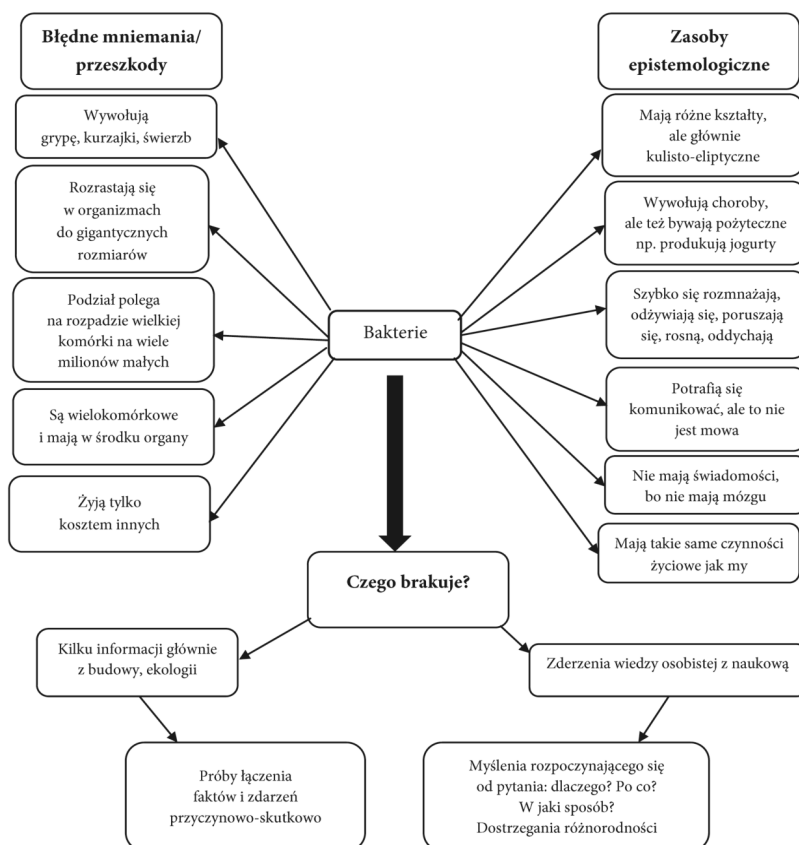 Błędne mniemania/
przeszkody
Wywołują
grypę, kurzajki, świerzb
Rozrastają się
w organizmach
do gigantycznych
rozmiarów
Podział polega
na rozpadzie wielkiej
komórki na wiele
milionów małych
Są wielokomórkowe
i mają w środku organy
Żyją tylko
kosztem innych
Bakterie
Zasoby
epistemologiczne
Mają różne kształty,
ale głównie
kulisto-eliptyczne
Wywołują choroby,
ale też bywają pożyteczne
np. produkują jogurty
Szybko się rozmnażają,
odżywiają się, poruszają
się, rosną, oddychają
Potrafią się
komunikować, ale to nie
jest mowa
Nie mają świadomości,
bo nie mają mózgu
Mają takie same czynności
życiowe jak my
Czego brakuje?
Kilku informacji głównie
z budowy, ekologii
Zderzenia wiedzy osobistej z naukową
Próby łączenia
faktów i zdarzeń
przyczynowo-skutkowo
Myślenia rozpoczynającego się
od pytania: dlaczego? Po co?
W jaki sposób?
Dostrzegania różnorodności